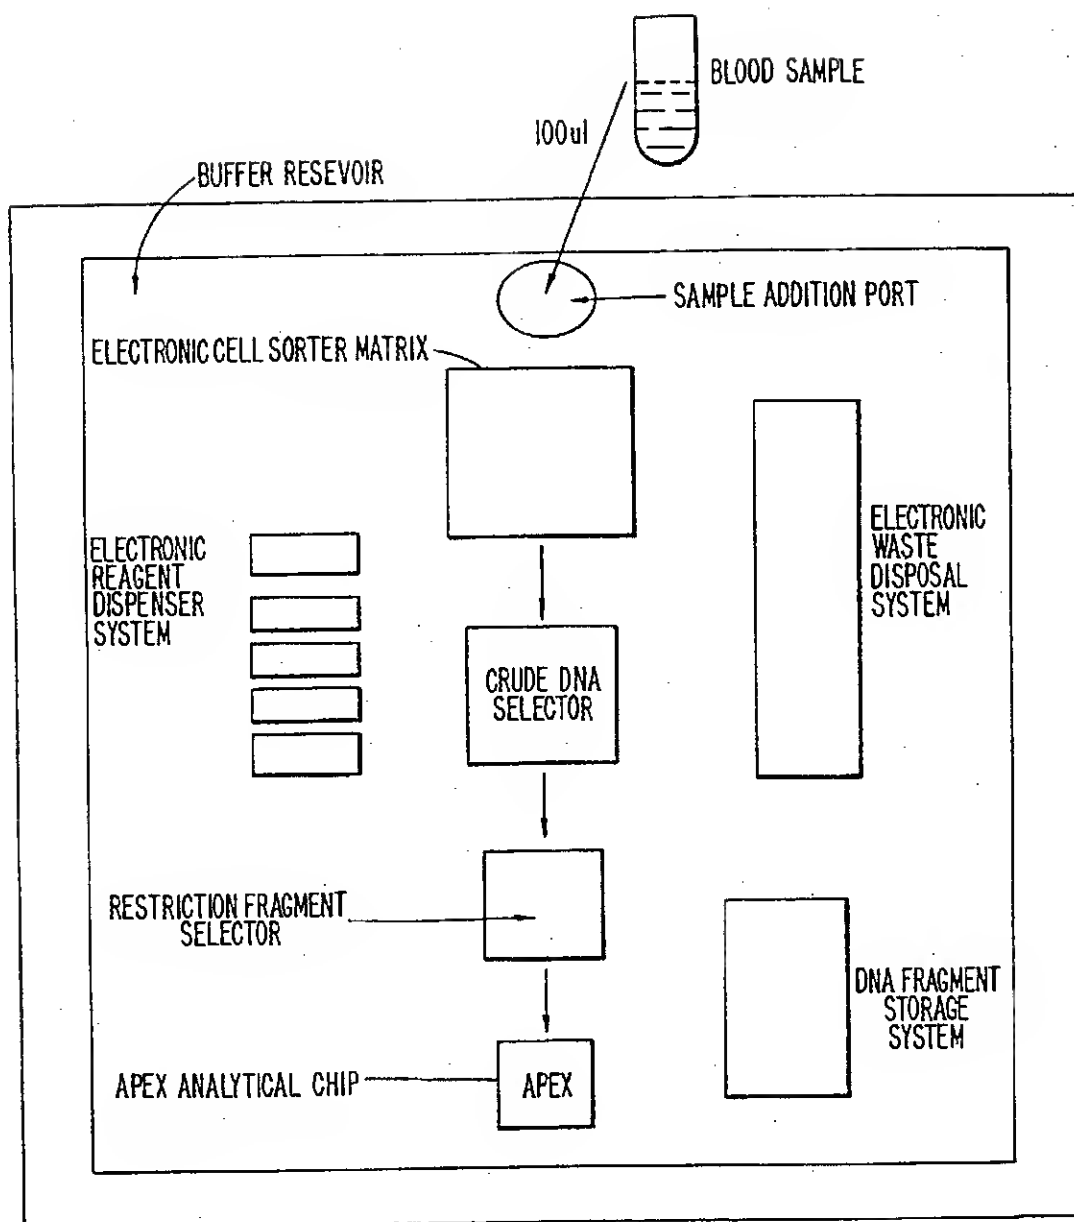 BLOOD SAMPLE
100ul
BUFFER RESEVOIR
SAMPLE ADDITION PORT
ELECTRONIC CELL SORTER MATRIX
ELECTRONIC
REAGENT
DISPENSER
SYSTEM
ELECTRONIC
WASTE
DISPOSAL
SYSTEM
CRUDE DNA
SELECTOR
RESTRICTION FRAGMENT
SELECTOR
DNA FRAGMENT
STORAGE
SYSTEM
APEX ANALYTICAL CHIP
APEX